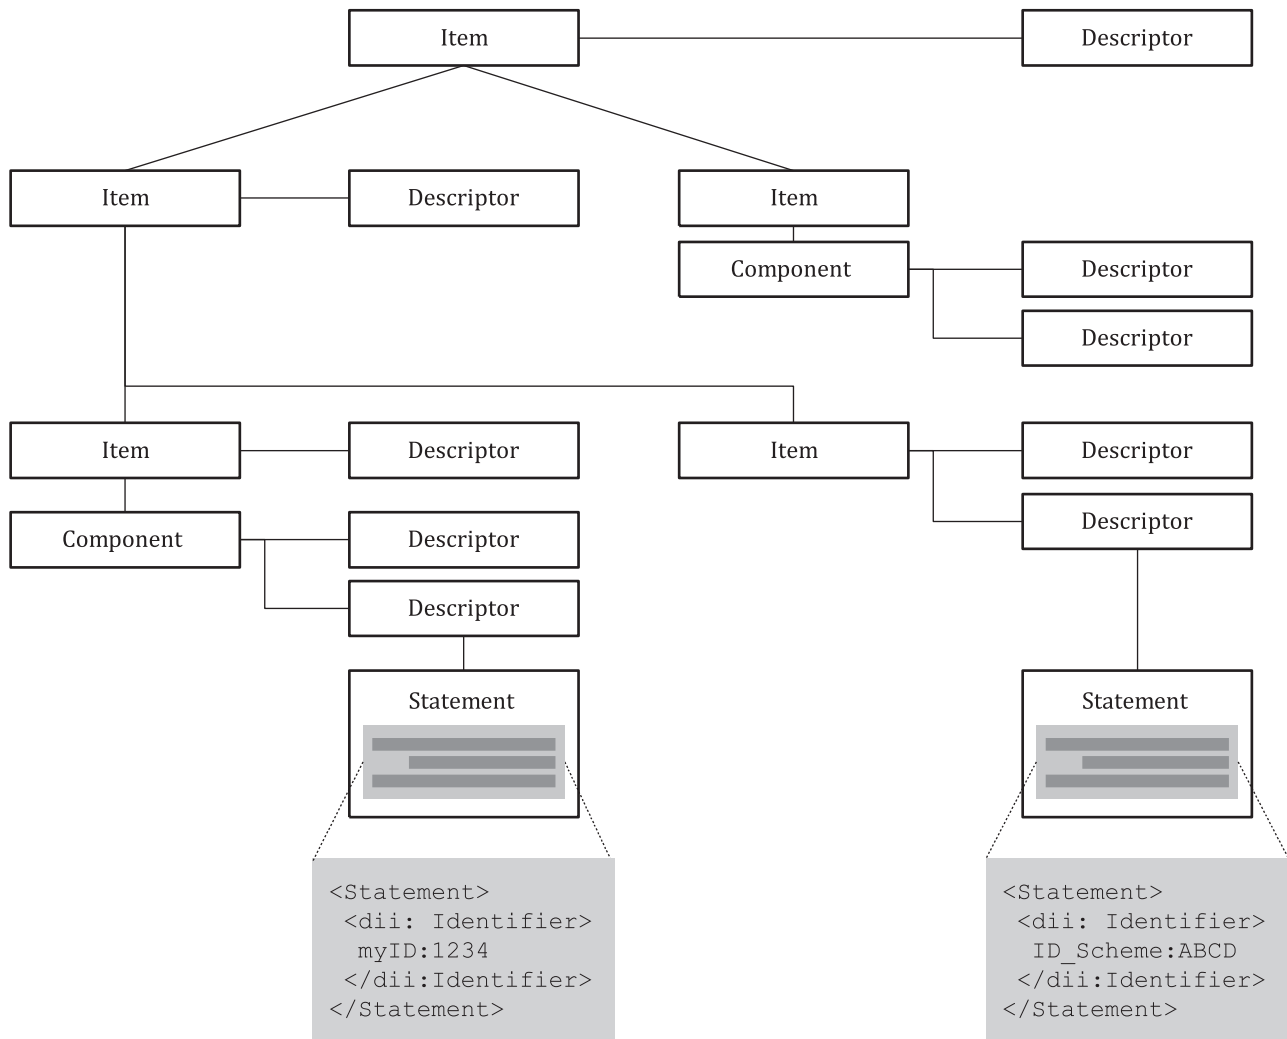 Item
Descriptor
Item
Descriptor
Item
Component
Descriptor
Descriptor
Item
Descriptor
Item
Descriptor
Descriptor
Component
Descriptor
Descriptor
Statement
Statement
<Statement>
<dii: Identifier>
myID:1234
</dii:Identifier>
</Statement>
<Statement>
<dii: Identifier>
ID_Scheme:ABCD
</dii:Identifier>
</Statement>